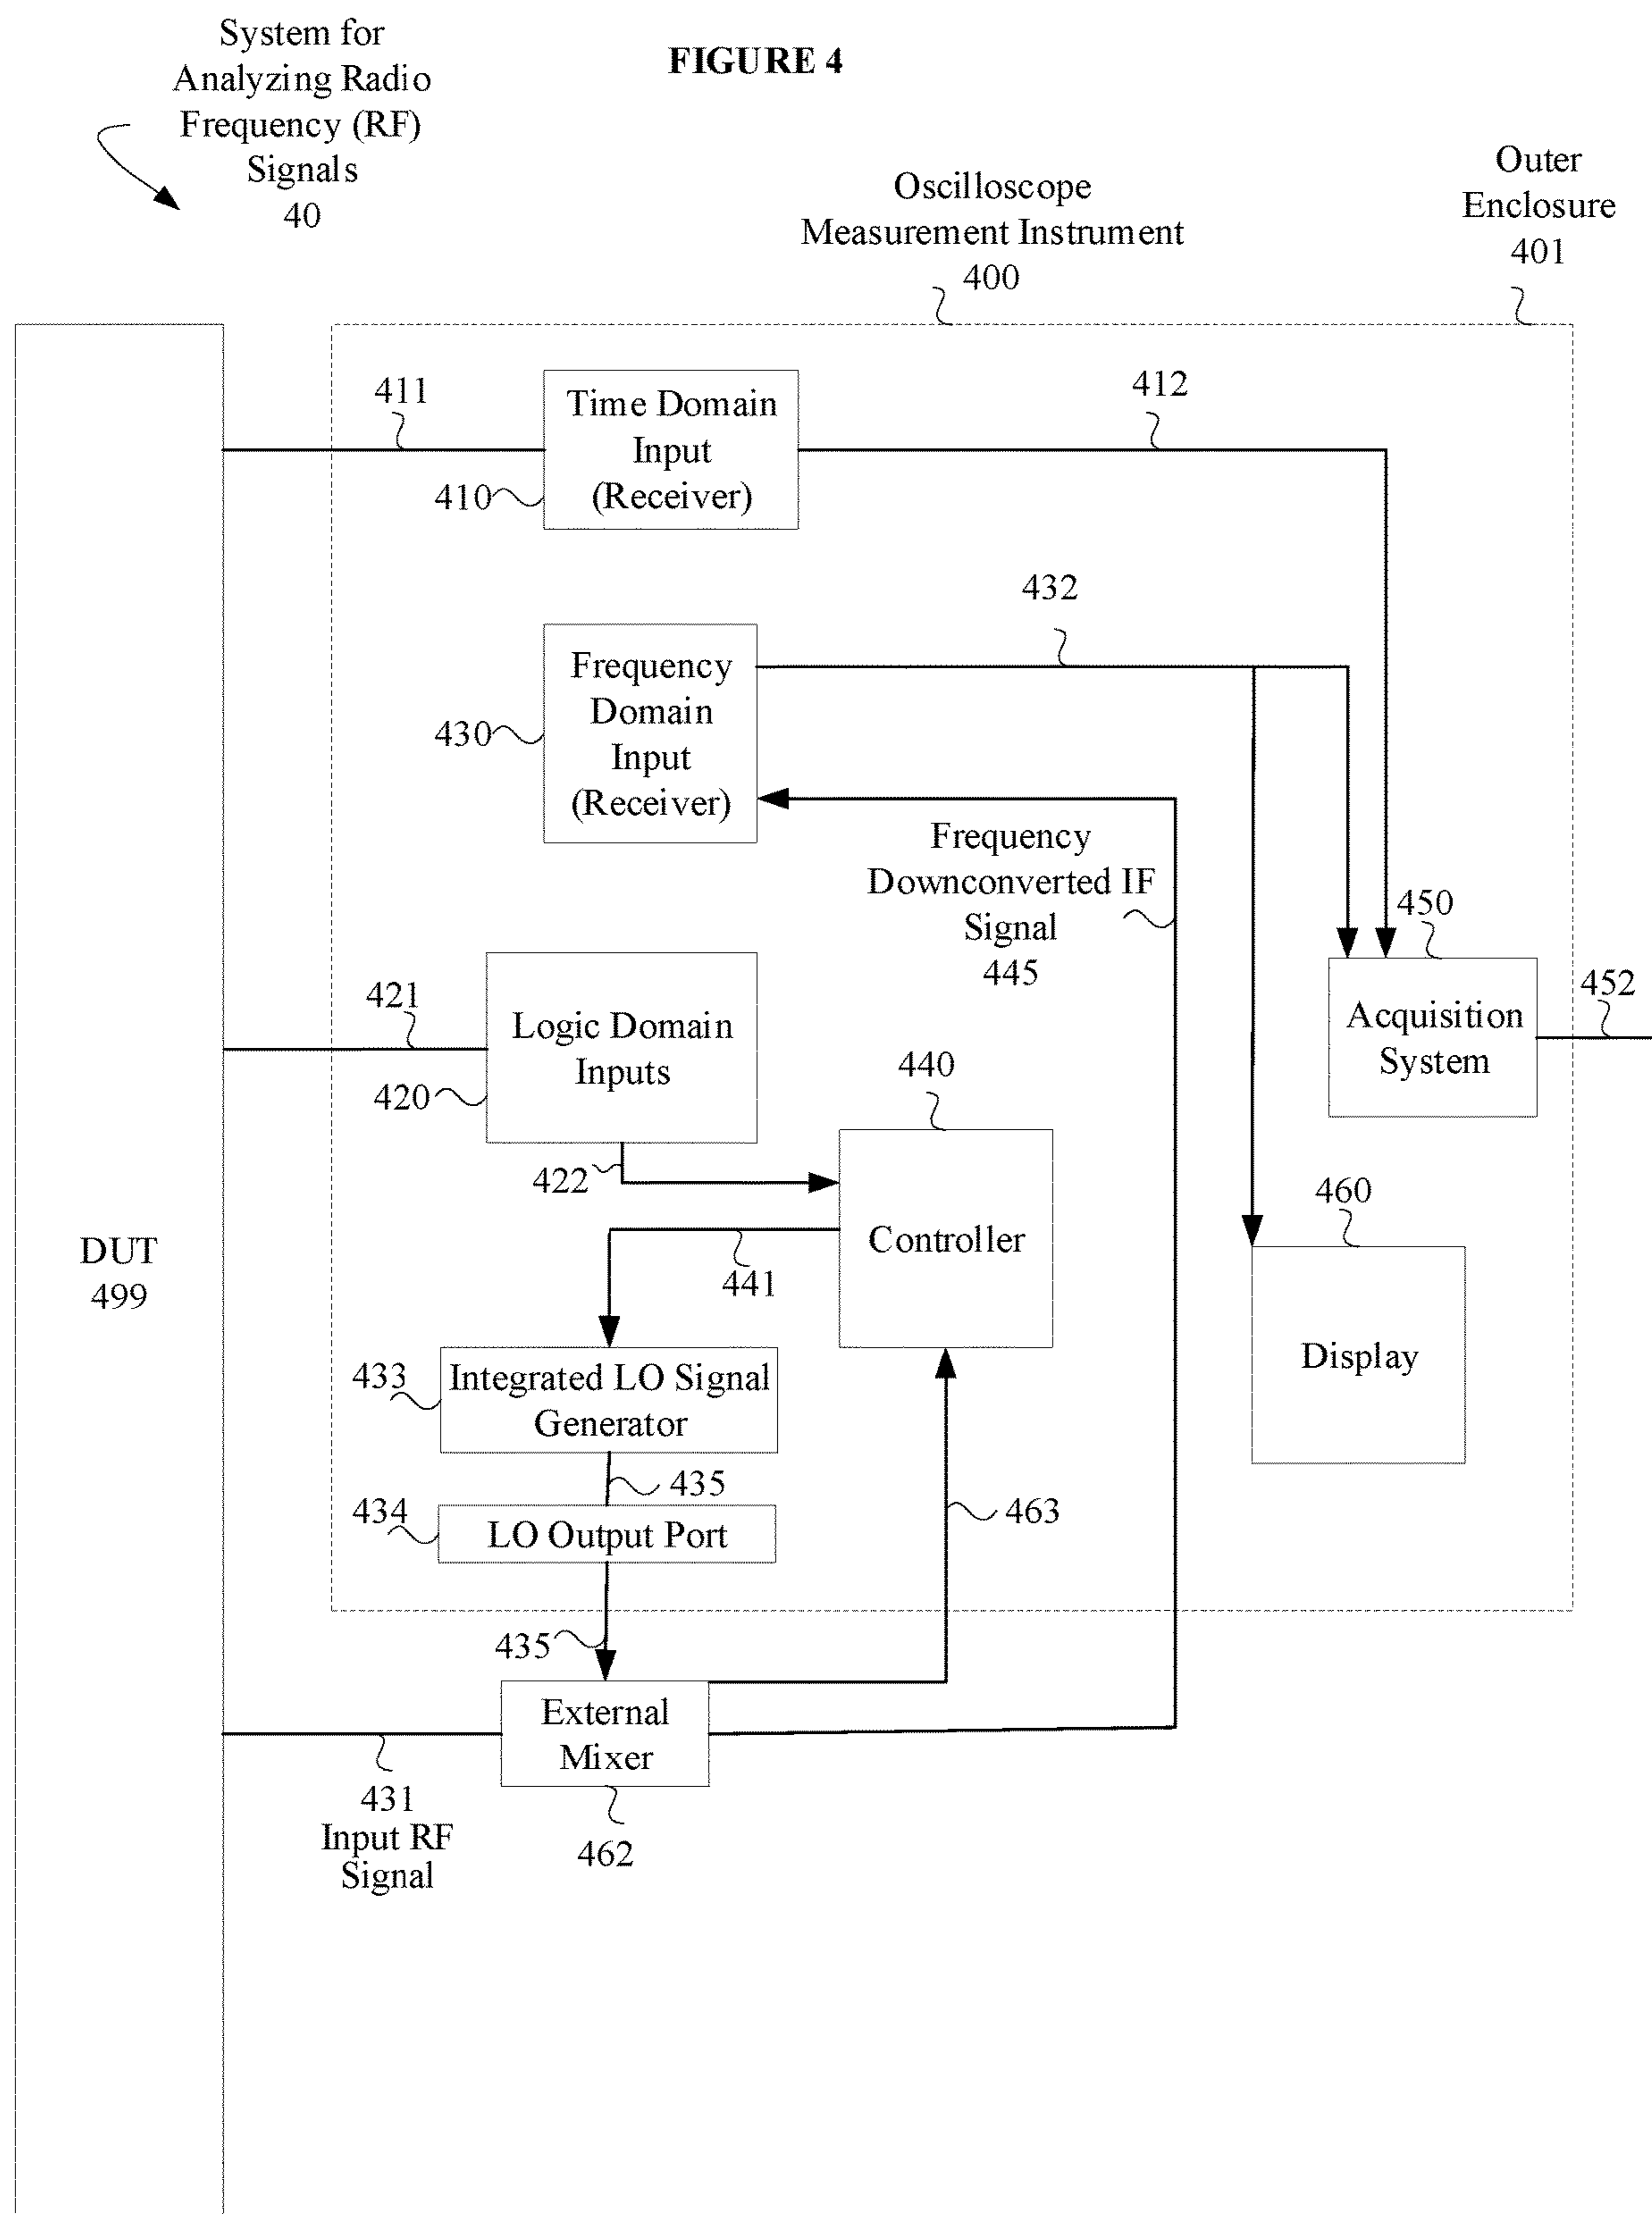 System for
Analyzing Radio
Frequency (RF)
Signals
40
FIGURE 4
Oscilloscope
Measurement Instrument
400
Outer
Enclosure
401
411
Time Domain
Input
(Receiver)
410
412
432
Frequency
Domain
Input
(Receiver)
430
Frequency
Downconverted IF
Signal
445
450
Acquisition
System
452
421
Logic Domain
Inputs
420
422
440
Controller
441
460
Display
DUT
499
433
Integrated LO Signal
Generator
435
434
LO Output Port
463
435
External
Mixer
462
431
Input RF
Signal